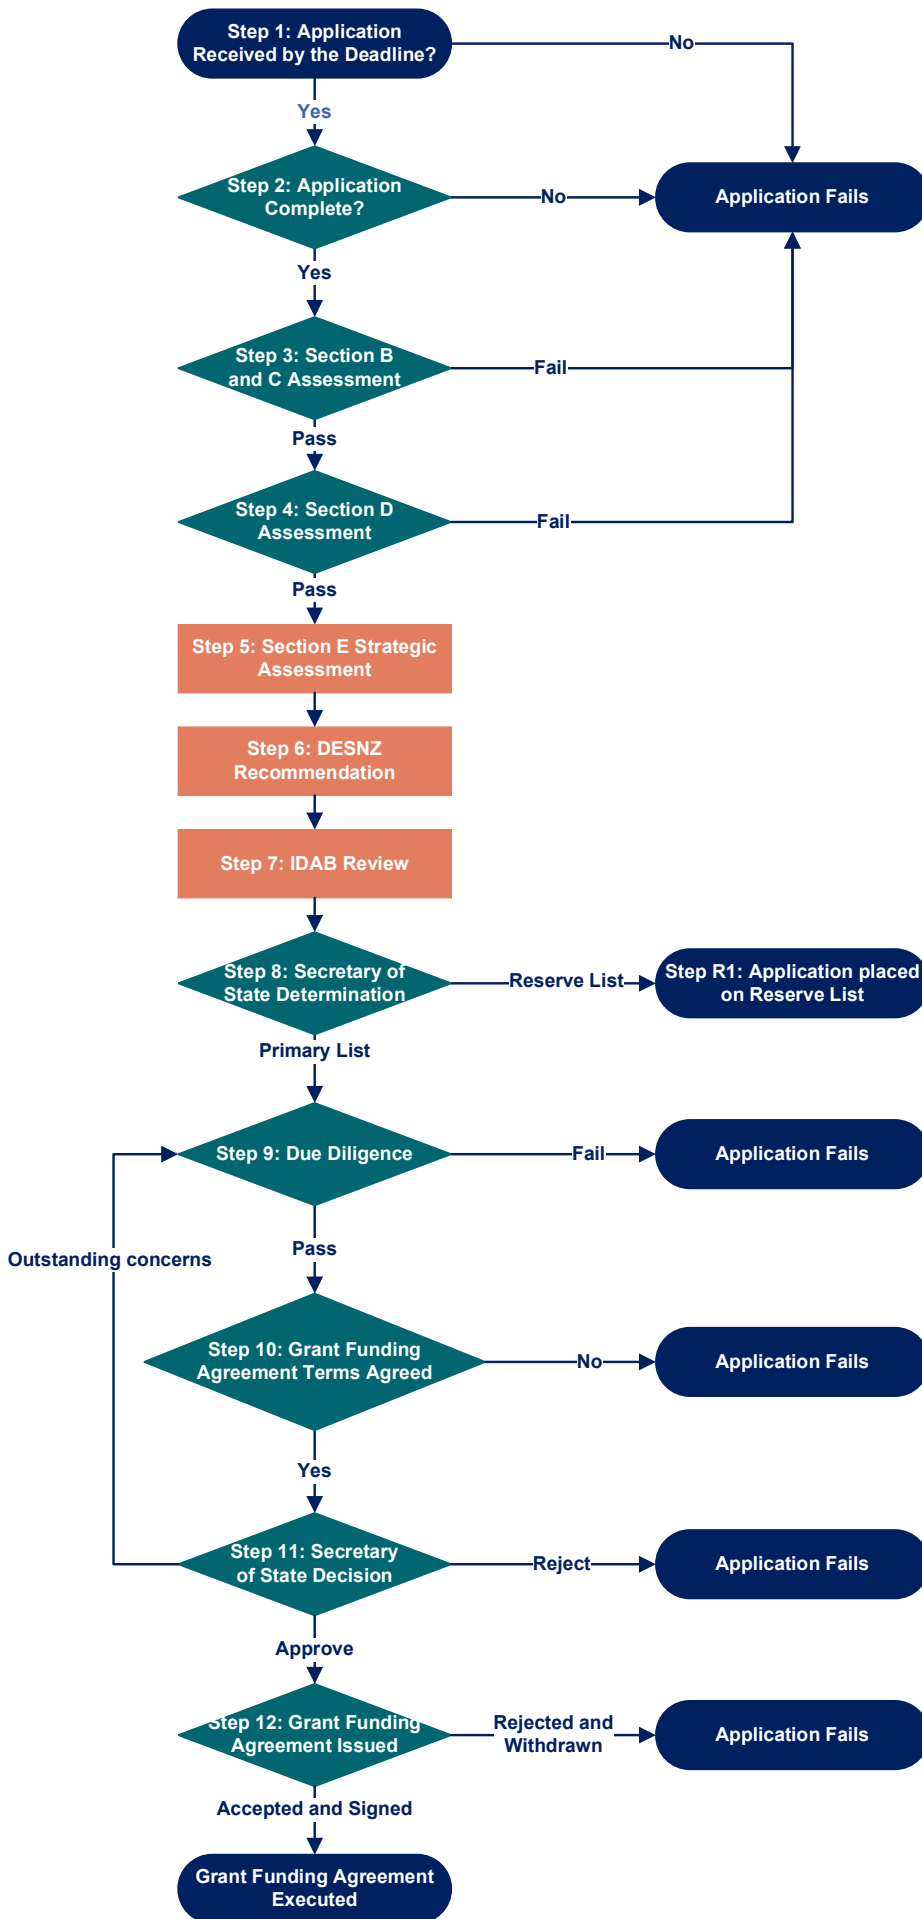 Step 1: Application
Received by the Deadline?
No
Yes
Step 2: Application
Complete?
No
Application Fails
Yes
Step 3: Section B
and C Assessment
Fail
Pass
Step 4: Section D
Assessment
Fail
Pass
Step 5: Section E Strategic
Assessment
Step 6: DESNZ
Recommendation
Step 7: IDAB Review
Step 8: Secretary of
State Determination
Reserve List
Step R1: Application placed
on Reserve List
Primary List
Step 9: Due Diligence
Fail
Application Fails
Pass
Outstanding concerns
Step 10: Grant Funding
Agreement Terms Agreed
No
Application Fails
Yes
Step 11: Secretary
of State Decision
Reject
Application Fails
Approve
Step 12: Grant Funding
Agreement Issued
Rejected and
Withdrawn
Application Fails
Accepted and Signed
Grant Funding Agreement
Executed